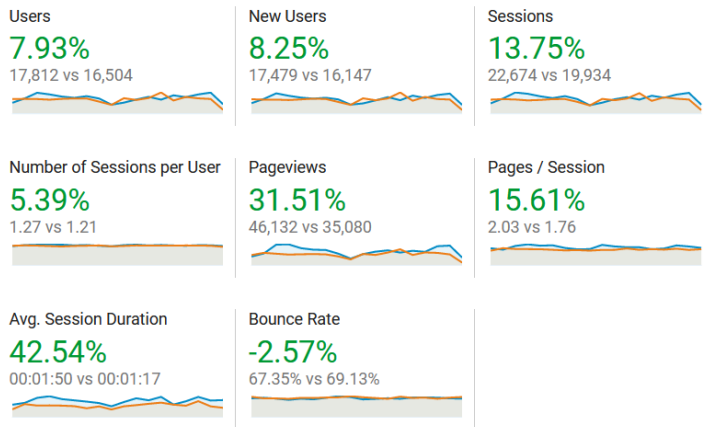 Users
7.93%
17,812 vs 16,504
New Users
8.25%
17,479 vs 16,147
Sessions
13.75%
22,674 vs 19,934
Number of Sessions per User
5.39%
1.27 vs 1.21
Pageviews
31.51%
46,132 vs 35,080
Pages / Session
15.61%
2.03 vs 1.76
Avg. Session Duration
42.54%
00:01:50 vs 00:01:17
Bounce Rate
-2.57%
67.35% vs 69.13%